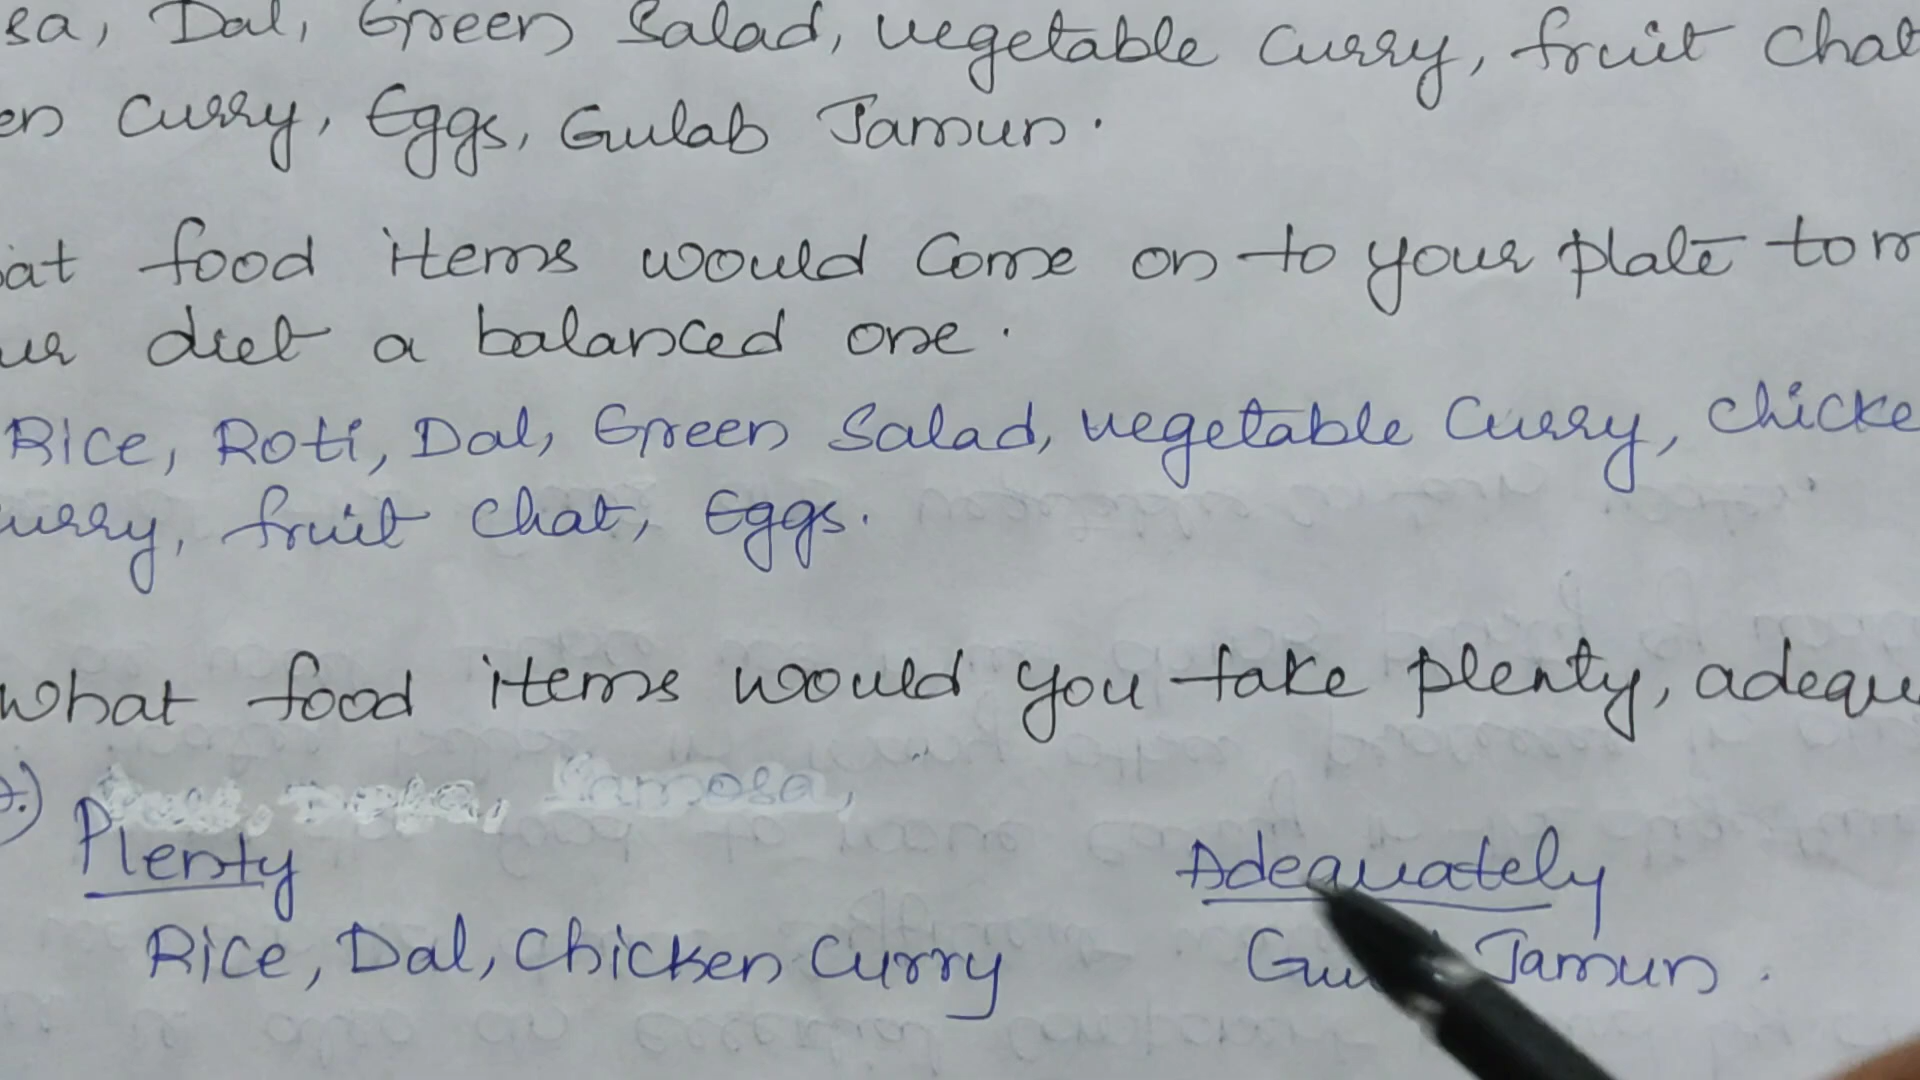 sa, Dal, Green Salad, vegetable curry, fruit chat
en curry, Eggs, Gulab Jamun.
at food items would come on to your plate to m
ur diet a balanced one.
Rice, Roti, Dal, Green Salad, vegetable curry, chicke
urry, fruit chat, Eggs.
what food items would you take plenty, adequ
Samosa,
Plenty
Adequately
Rice, Dal, Chicken Curry
Jamun.